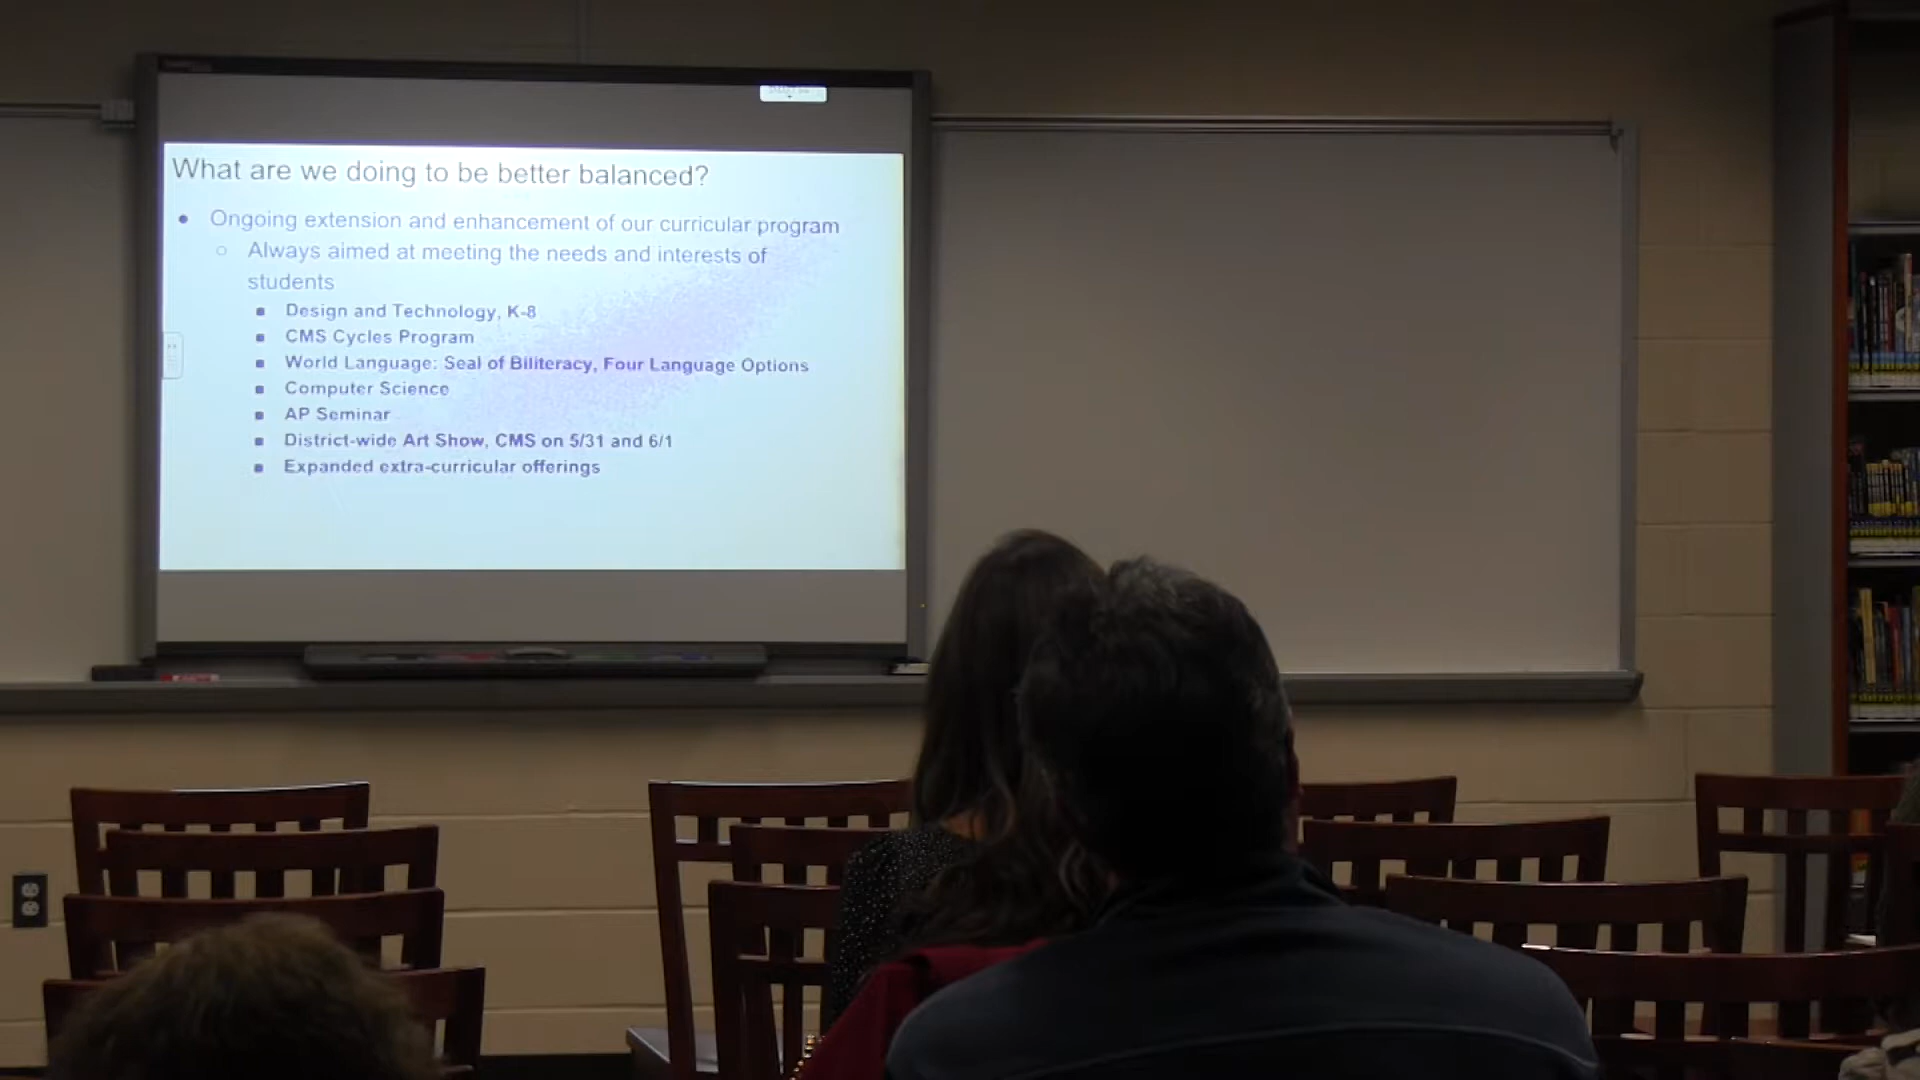 What are we doing to be better balanced?
Ongoing extension and enhancement of our curricular program
Always aimed at meeting the needs and interests of
students
Design and Technology, K-8
CMS Cycles Program
World Language: Seal of Biliteracy, Four Language Options
Computer Science
AP Seminar
District-wide Art Show, CMS on 5/31 and 6/1
Expanded extra-curricular offerings